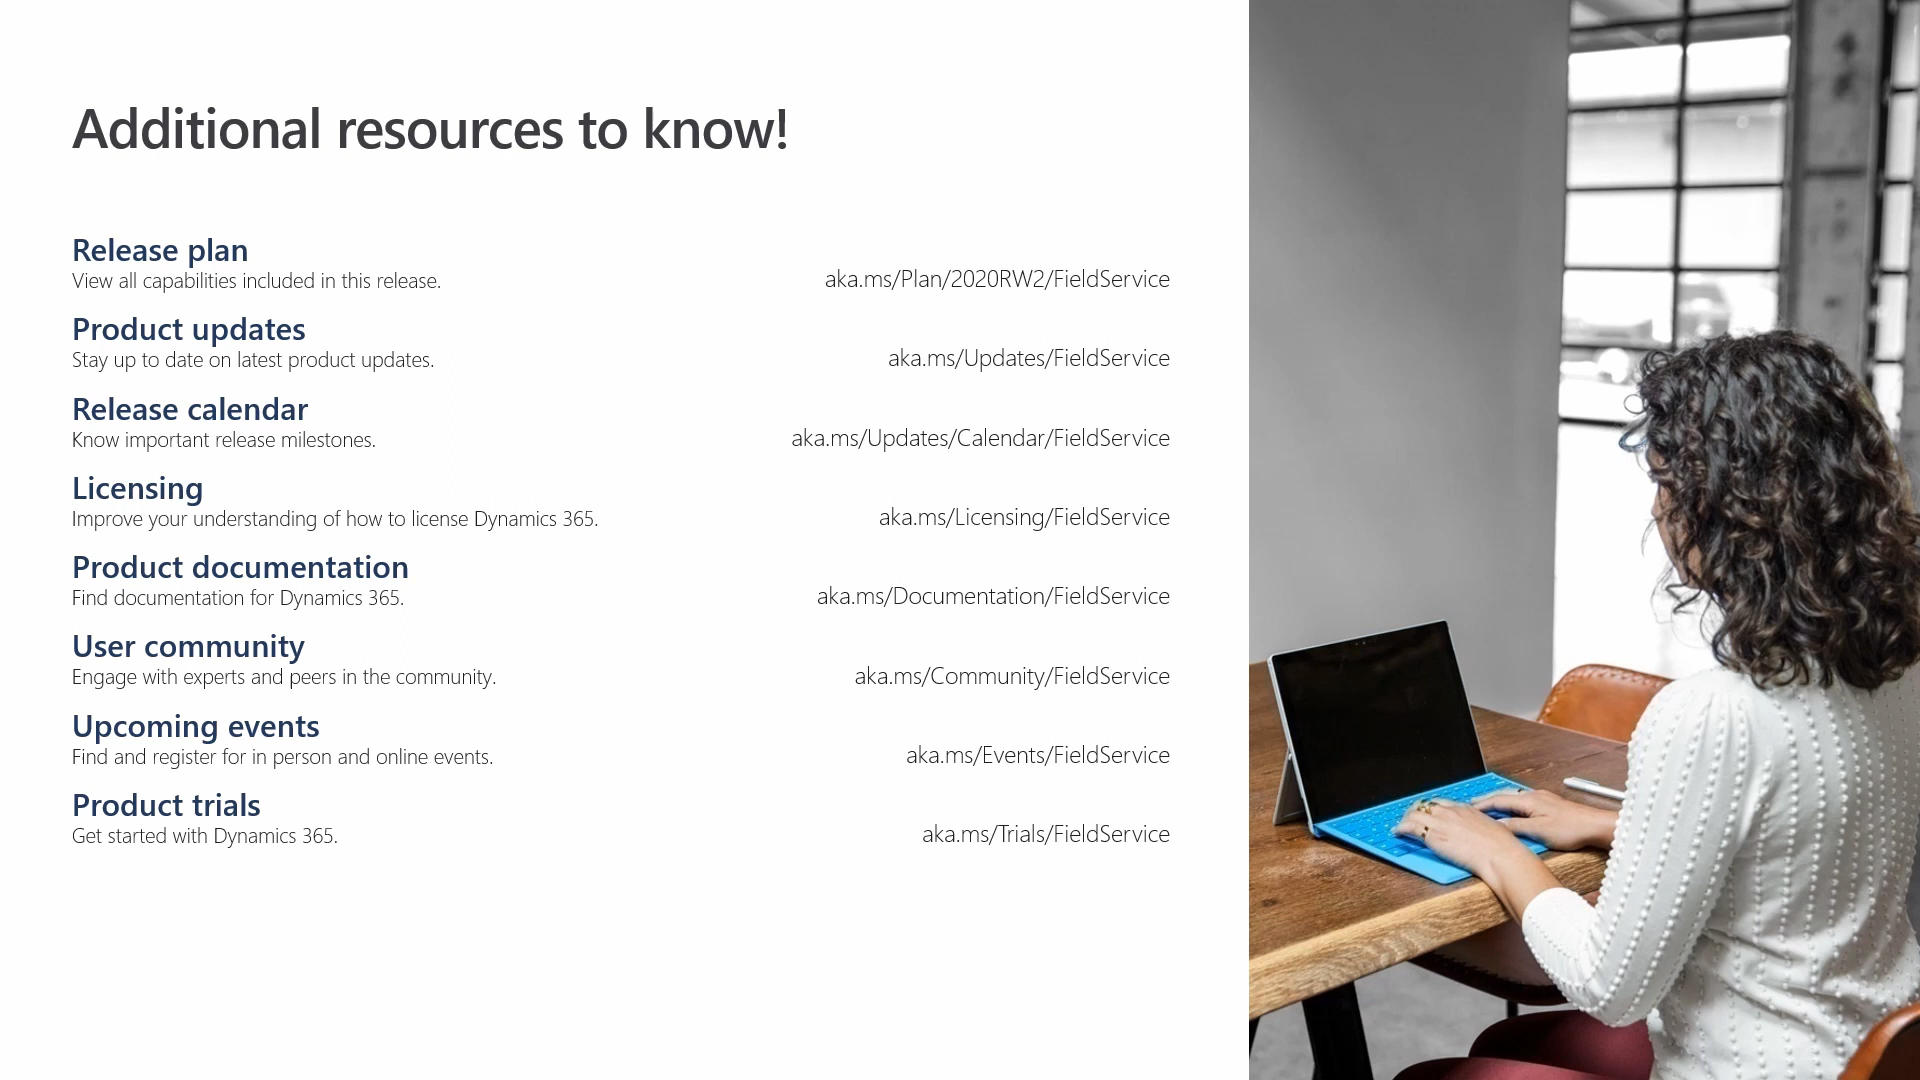 Additional resources to know!
Release plan
View all capabilities included in this release.
aka.ms/Plan/2020RW2/FieldService
Product updates
Stay up to date on latest product updates.
aka.ms/Updates/FieldService
Release calendar
Know important release milestones.
aka.ms/Updates/Calendar/FieldService
Licensing
Improve your understanding of how to license Dynamics 365.
aka.ms/Licensing/FieldService
Product documentation
Find documentation for Dynamics 365.
aka.ms/Documentation/FieldService
User community
Engage with experts and peers in the community.
aka.ms/Community/FieldService
Upcoming events
Find and register for in person and online events.
aka.ms/Events/FieldService
Product trials
Get started with Dynamics 365.
aka.ms/Trials/FieldService